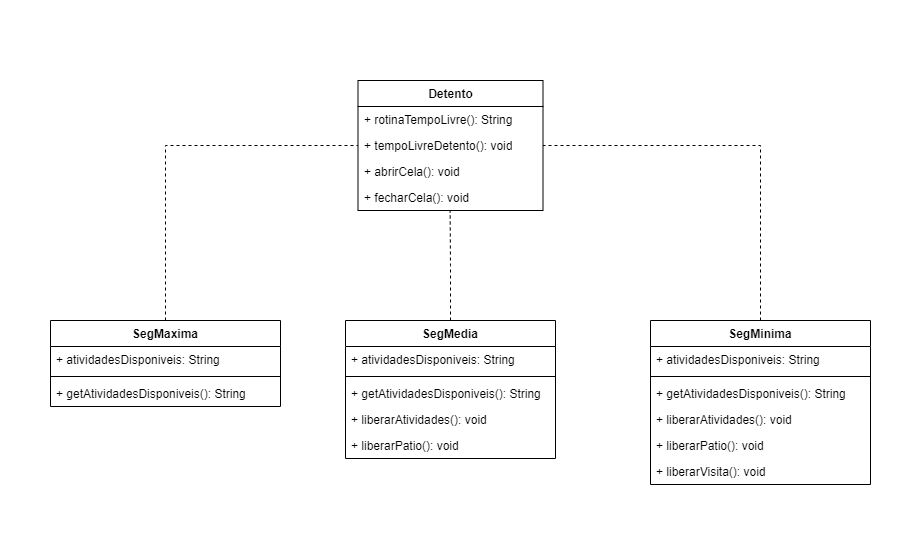 Detento
+ rotinaTempoLivre(): String
+ tempoLivreDetento(): void
+ abrirCela(): void
+ fecharCela(): void
SegMaxima
+ atividadesDisponiveis: String
+ getAtividadesDisponiveis(): String
SegMedia
+ atividadesDisponiveis: String
+ getAtividadesDisponiveis(): String
+ liberarAtividades(): void
+ liberarPatio(): void
SegMinima
+ atividadesDisponiveis: String
+ getAtividadesDisponiveis(): String
+ liberarAtividades(): void
+ liberarPatio(): void
+ liberarVisita(): void